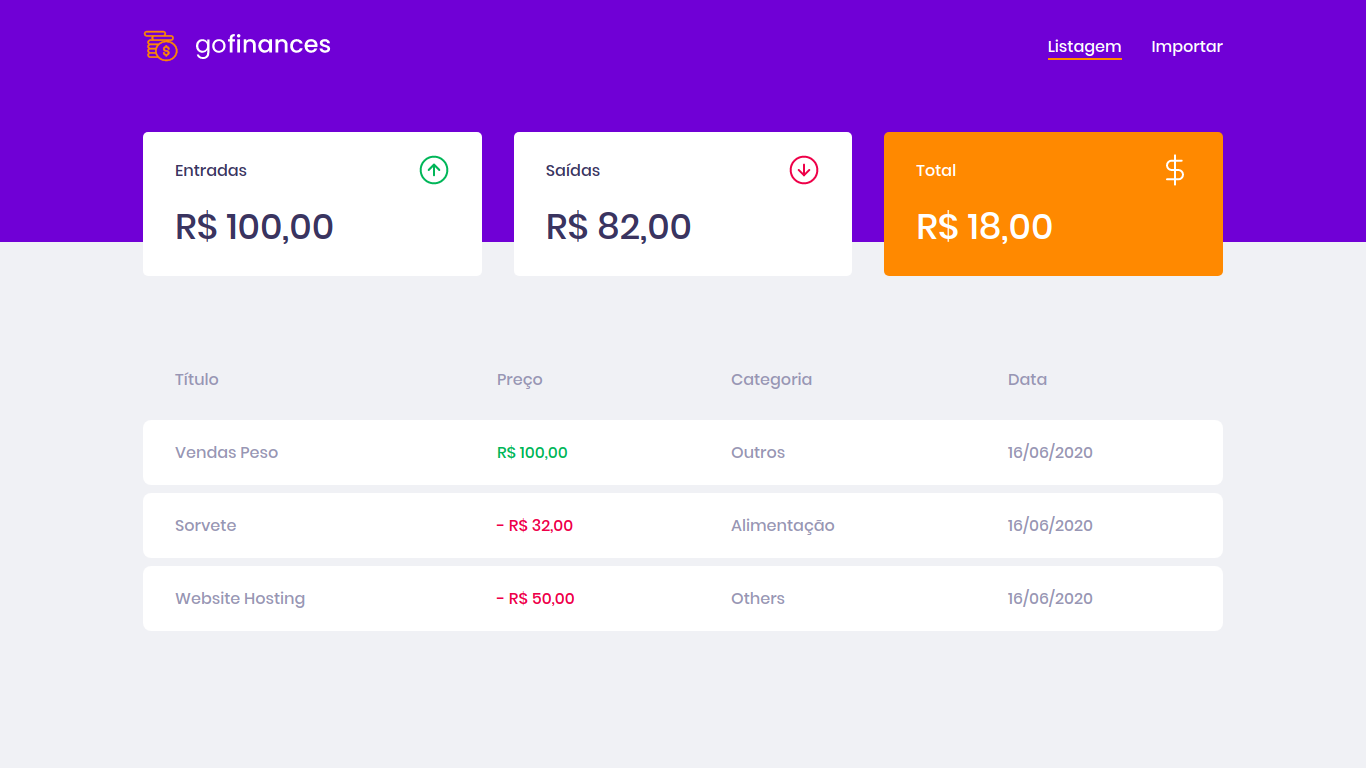 gofinances Listagem Importar
Entradas Saídas Total
R$ 100,00 R$ 82,00 R$ 18,00
Título Preço Categoria Data
Vendas Peso R$ 100,00 Outros 16/06/2020
Sorvete - R$ 32,00 Alimentação 16/06/2020
Website Hosting - R$ 50,00 Others 16/06/2020